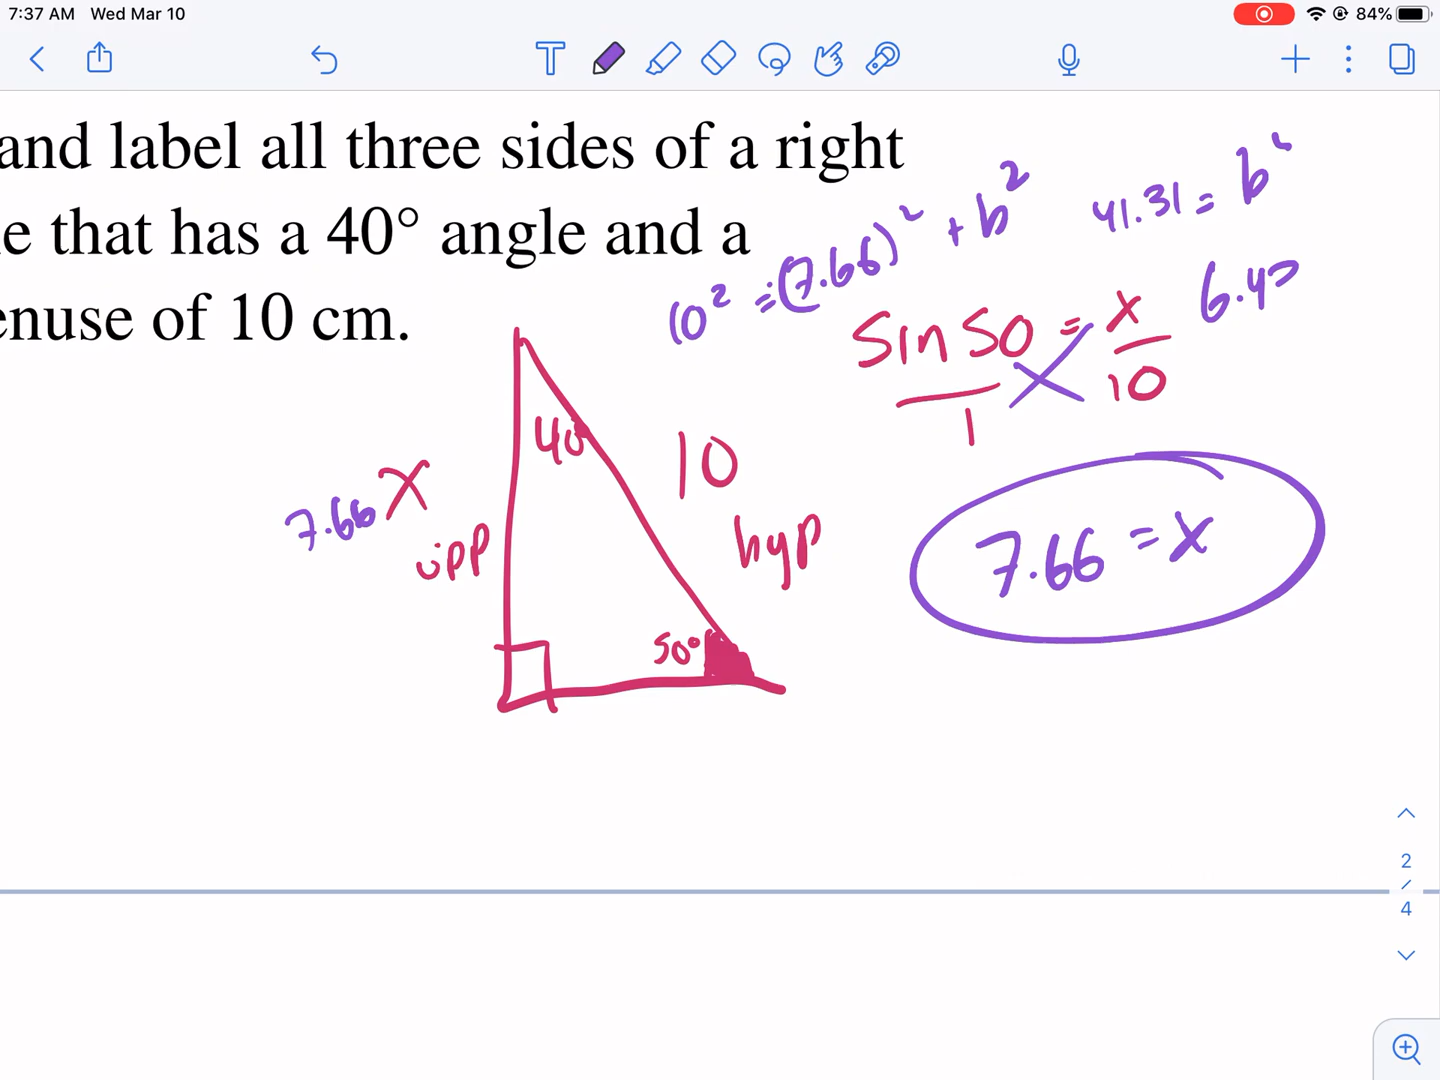 7:37 AM Wed Mar 10
84%
and label all three sides of a right
e that has a 40° angle and a
enuse of 10 cm.
10² = (7.66)² + b²
41.31 = b²
sin 50 = x
1 10
7.66 = x
40
10
7.66 x
opp
hyp
50°
2
/
4